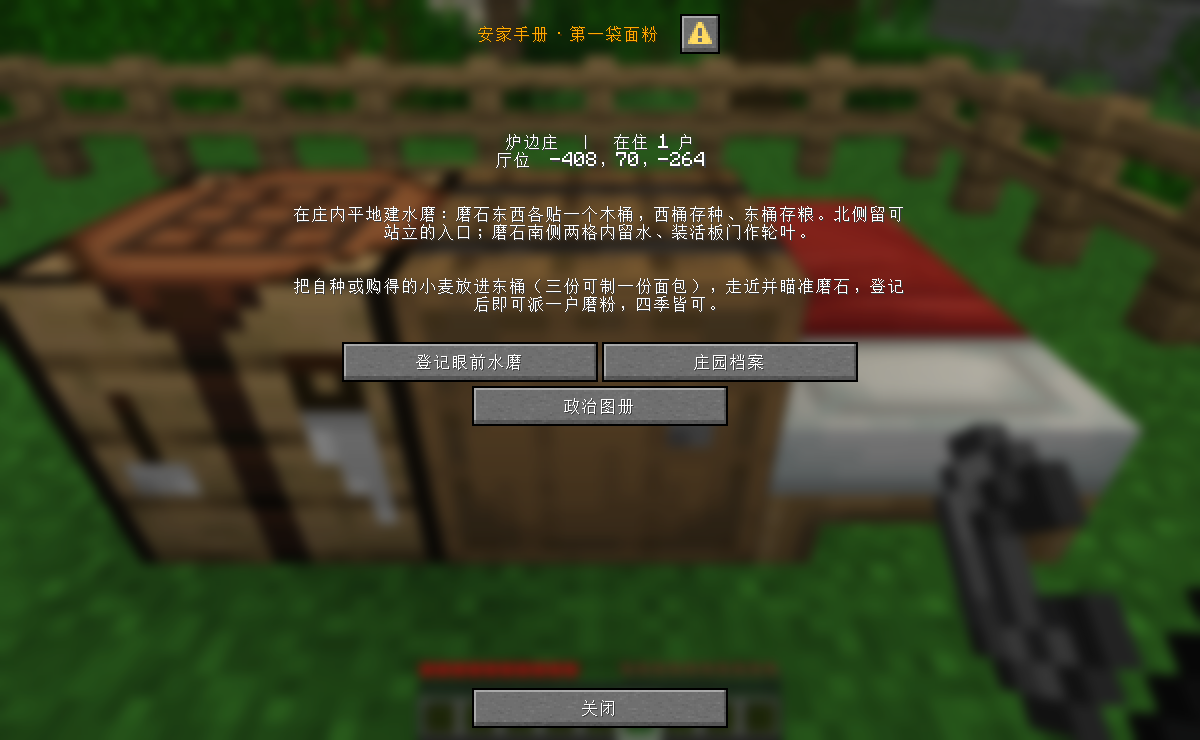 安家手册 · 第一袋面粉
炉边庄 | 在住 1 户
厅位 -408, 70, -264
在庄内平地建水磨：磨石东西各贴一个木桶，西桶存种、东桶存粮。北侧留可
站立的入口；磨石南侧两格内留水、装活板门作轮叶。
把自种或购得的小麦放进东桶（三份可制一份面包），走近并瞄准磨石，登记
后即可派一户磨粉，四季皆可。
登记眼前水磨
庄园档案
政治图册
关闭